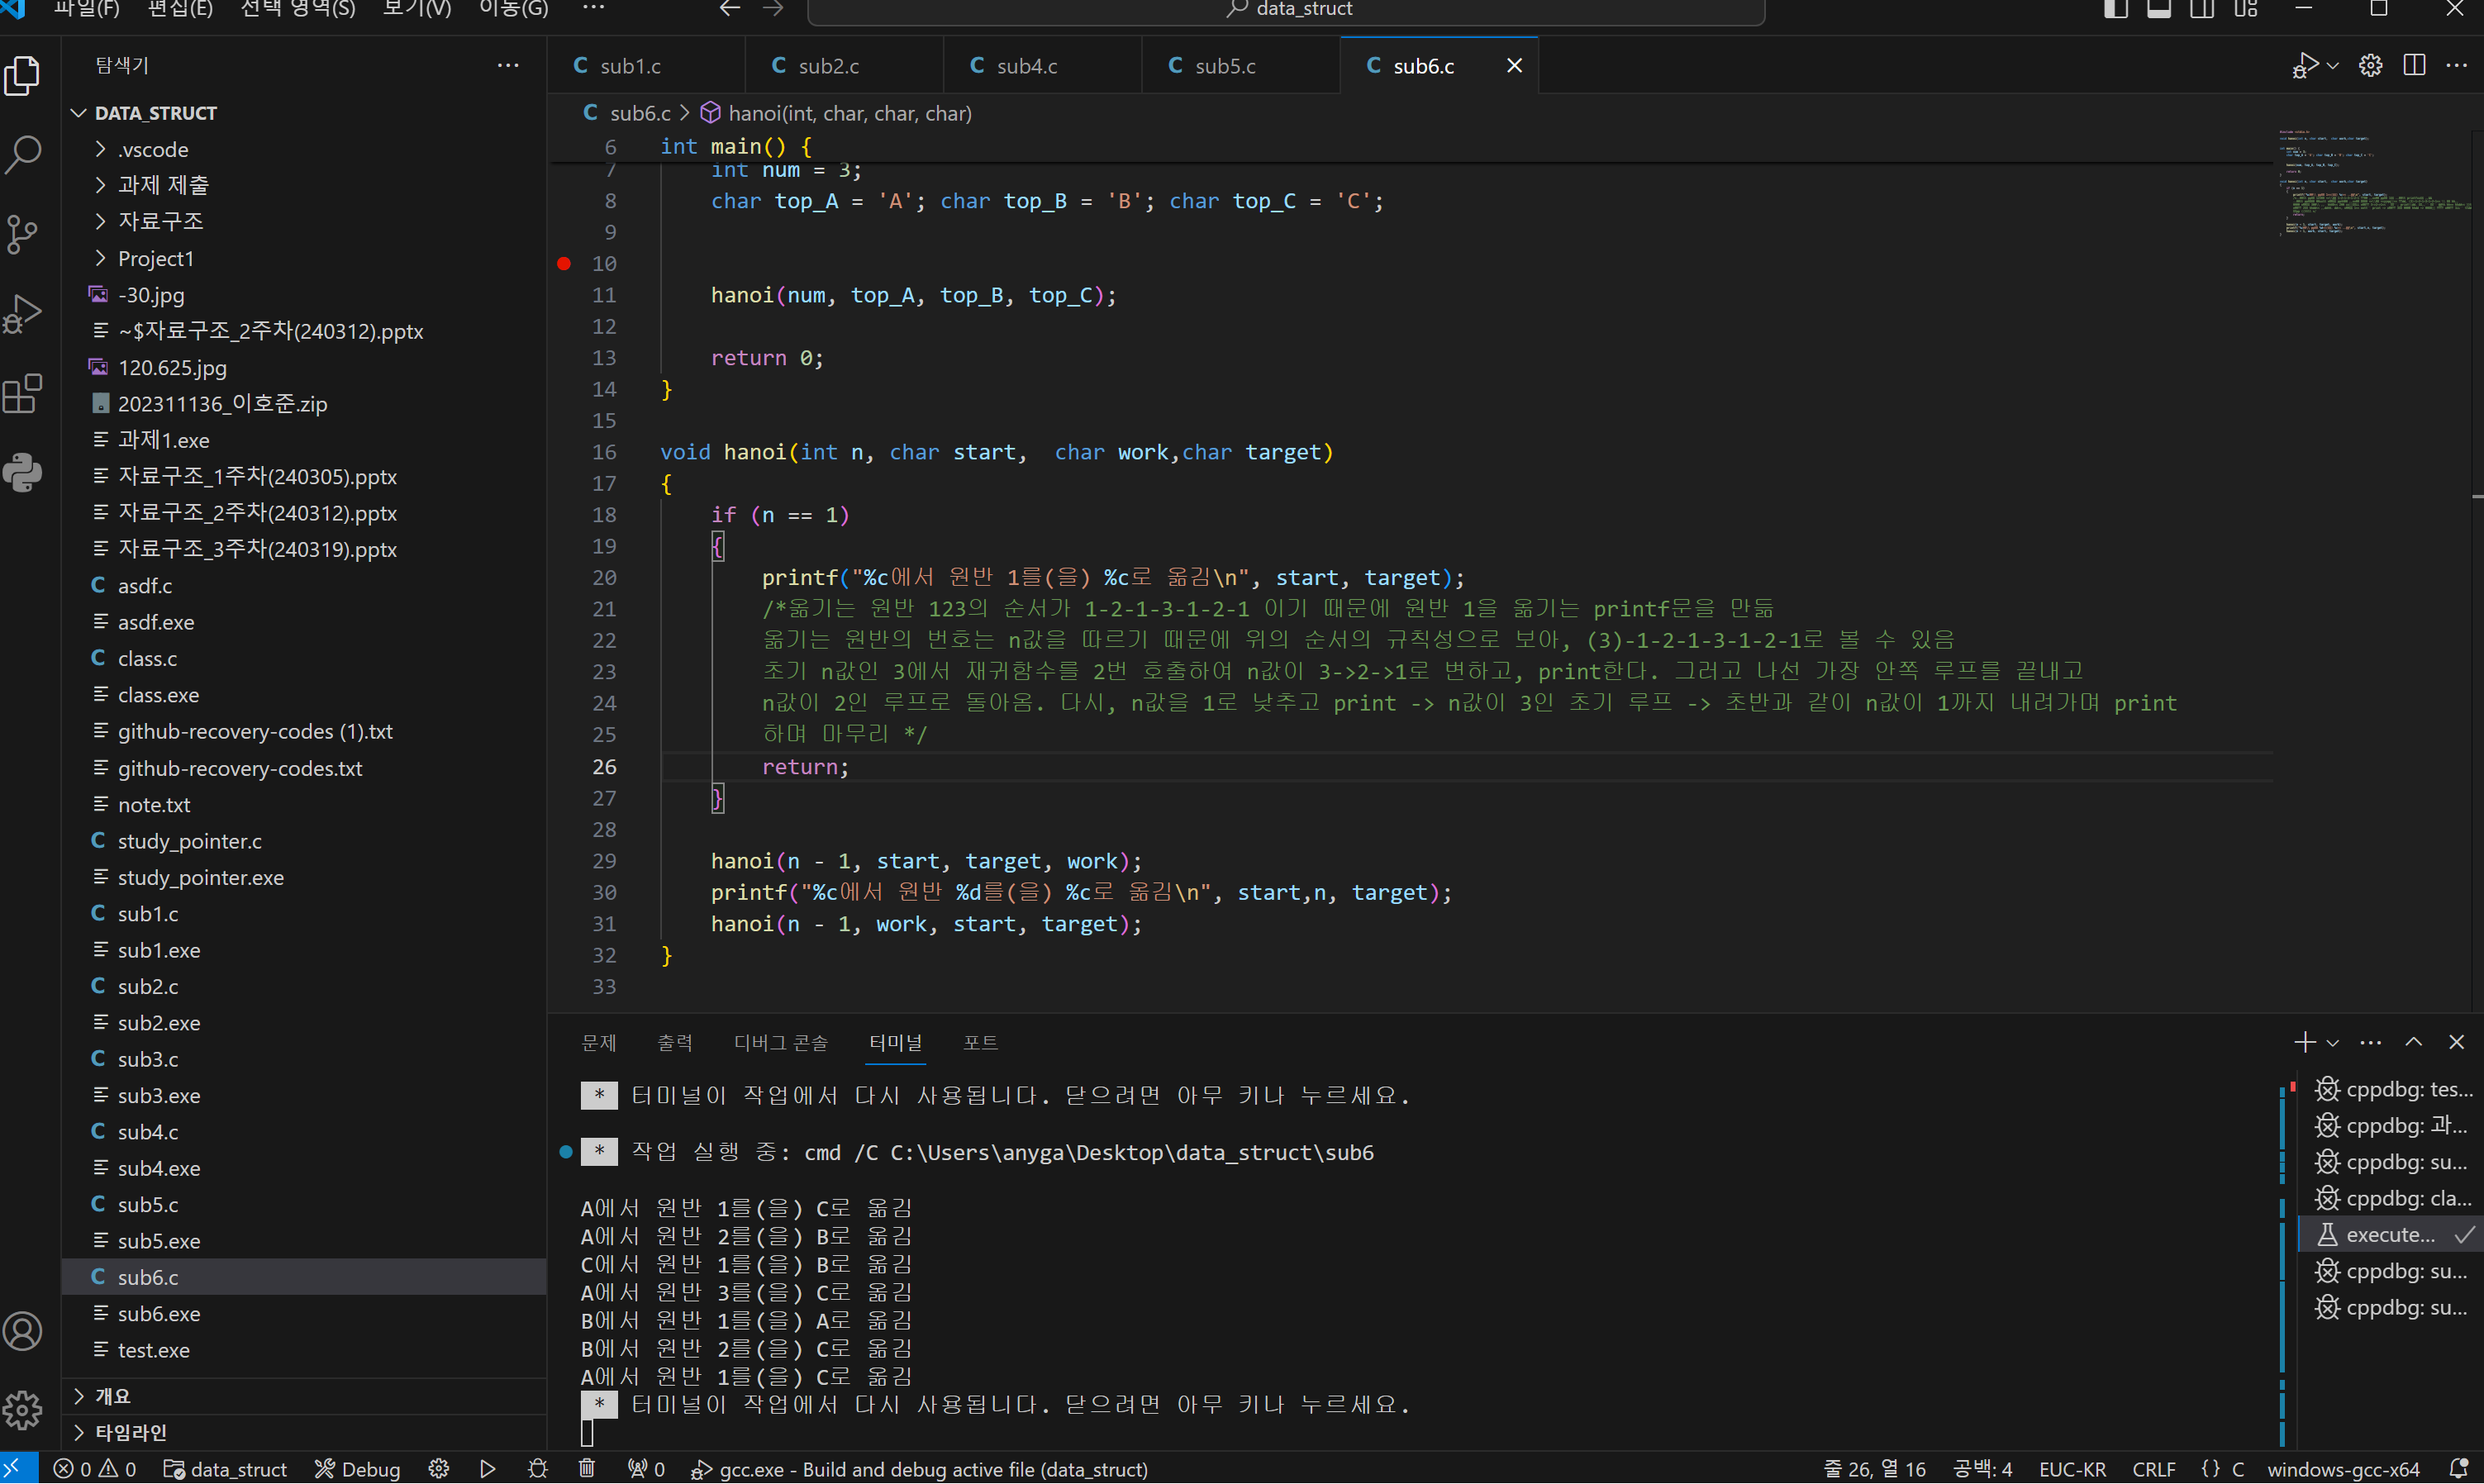 파일(F) 편집(E) 선택 영역(S) 보기(V) 이동(G) ···
data_struct
탐색기
sub1.c sub2.c sub4.c sub5.c sub6.c
DATA_STRUCT
.vscode
과제 제출
자료구조
Project1
-30.jpg
~$자료구조_2주차(240312).pptx
120.625.jpg
202311136_이호준.zip
과제1.exe
자료구조_1주차(240305).pptx
자료구조_2주차(240312).pptx
자료구조_3주차(240319).pptx
asdf.c
asdf.exe
class.c
class.exe
github-recovery-codes (1).txt
github-recovery-codes.txt
note.txt
study_pointer.c
study_pointer.exe
sub1.c
sub1.exe
sub2.c
sub2.exe
sub3.c
sub3.exe
sub4.c
sub4.exe
sub5.c
sub5.exe
sub6.c
sub6.exe
test.exe
개요
타임라인
C sub6.c > hanoi(int, char, char, char)
6 int main() {
7 int num = 3;
8 char top_A = 'A'; char top_B = 'B'; char top_C = 'C';
9
10
11 hanoi(num, top_A, top_B, top_C);
12
13 return 0;
14 }
15
16 void hanoi(int n, char start,  char work,char target)
17 {
18 if (n == 1)
19 {
20 printf("%c에서 원반 1를(을) %c로 옮김\n", start, target);
21 /*옮기는 원반 123의 순서가 1-2-1-3-1-2-1 이기 때문에 원반 1을 옮기는 printf문을 만듦
22 옮기는 원반의 번호는 n값을 따르기 때문에 위의 순서의 규칙성으로 보아, (3)-1-2-1-3-1-2-1로 볼 수 있음
23 초기 n값인 3에서 재귀함수를 2번 호출하여 n값이 3->2->1로 변하고, print한다. 그러고 나선 가장 안쪽 루프를 끝내고
24 n값이 2인 루프로 돌아옴. 다시, n값을 1로 낮추고 print -> n값이 3인 초기 루프 -> 초반과 같이 n값이 1까지 내려가며 print
25 하며 마무리 */
26 return;
27 }
28
29 hanoi(n - 1, start, target, work);
30 printf("%c에서 원반 %d를(을) %c로 옮김\n", start,n, target);
31 hanoi(n - 1, work, start, target);
32 }
33
문제 출력 디버그 콘솔 터미널 포트
* 터미널이 작업에서 다시 사용됩니다. 닫으려면 아무 키나 누르세요.
* 작업 실행 중: cmd /C C:\Users\anyga\Desktop\data_struct\sub6
A에서 원반 1를(을) C로 옮김
A에서 원반 2를(을) B로 옮김
C에서 원반 1를(을) B로 옮김
A에서 원반 3를(을) C로 옮김
B에서 원반 1를(을) A로 옮김
B에서 원반 2를(을) C로 옮김
A에서 원반 1를(을) C로 옮김
* 터미널이 작업에서 다시 사용됩니다. 닫으려면 아무 키나 누르세요.
cppdbg: tes...
cppdbg: 과...
cppdbg: su...
cppdbg: cla...
execute...
cppdbg: su...
cppdbg: su...
0 0 data_struct Debug 0 gcc.exe - Build and debug active file (data_struct) 줄 26, 열 16 공백: 4 EUC-KR CRLF {} C windows-gcc-x64